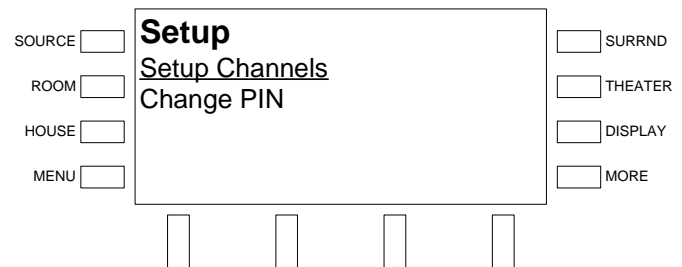 Setup
Setup Channels
Change PIN
SOURCE
ROOM
HOUSE
MENU
SURRND
THEATER
DISPLAY
MORE